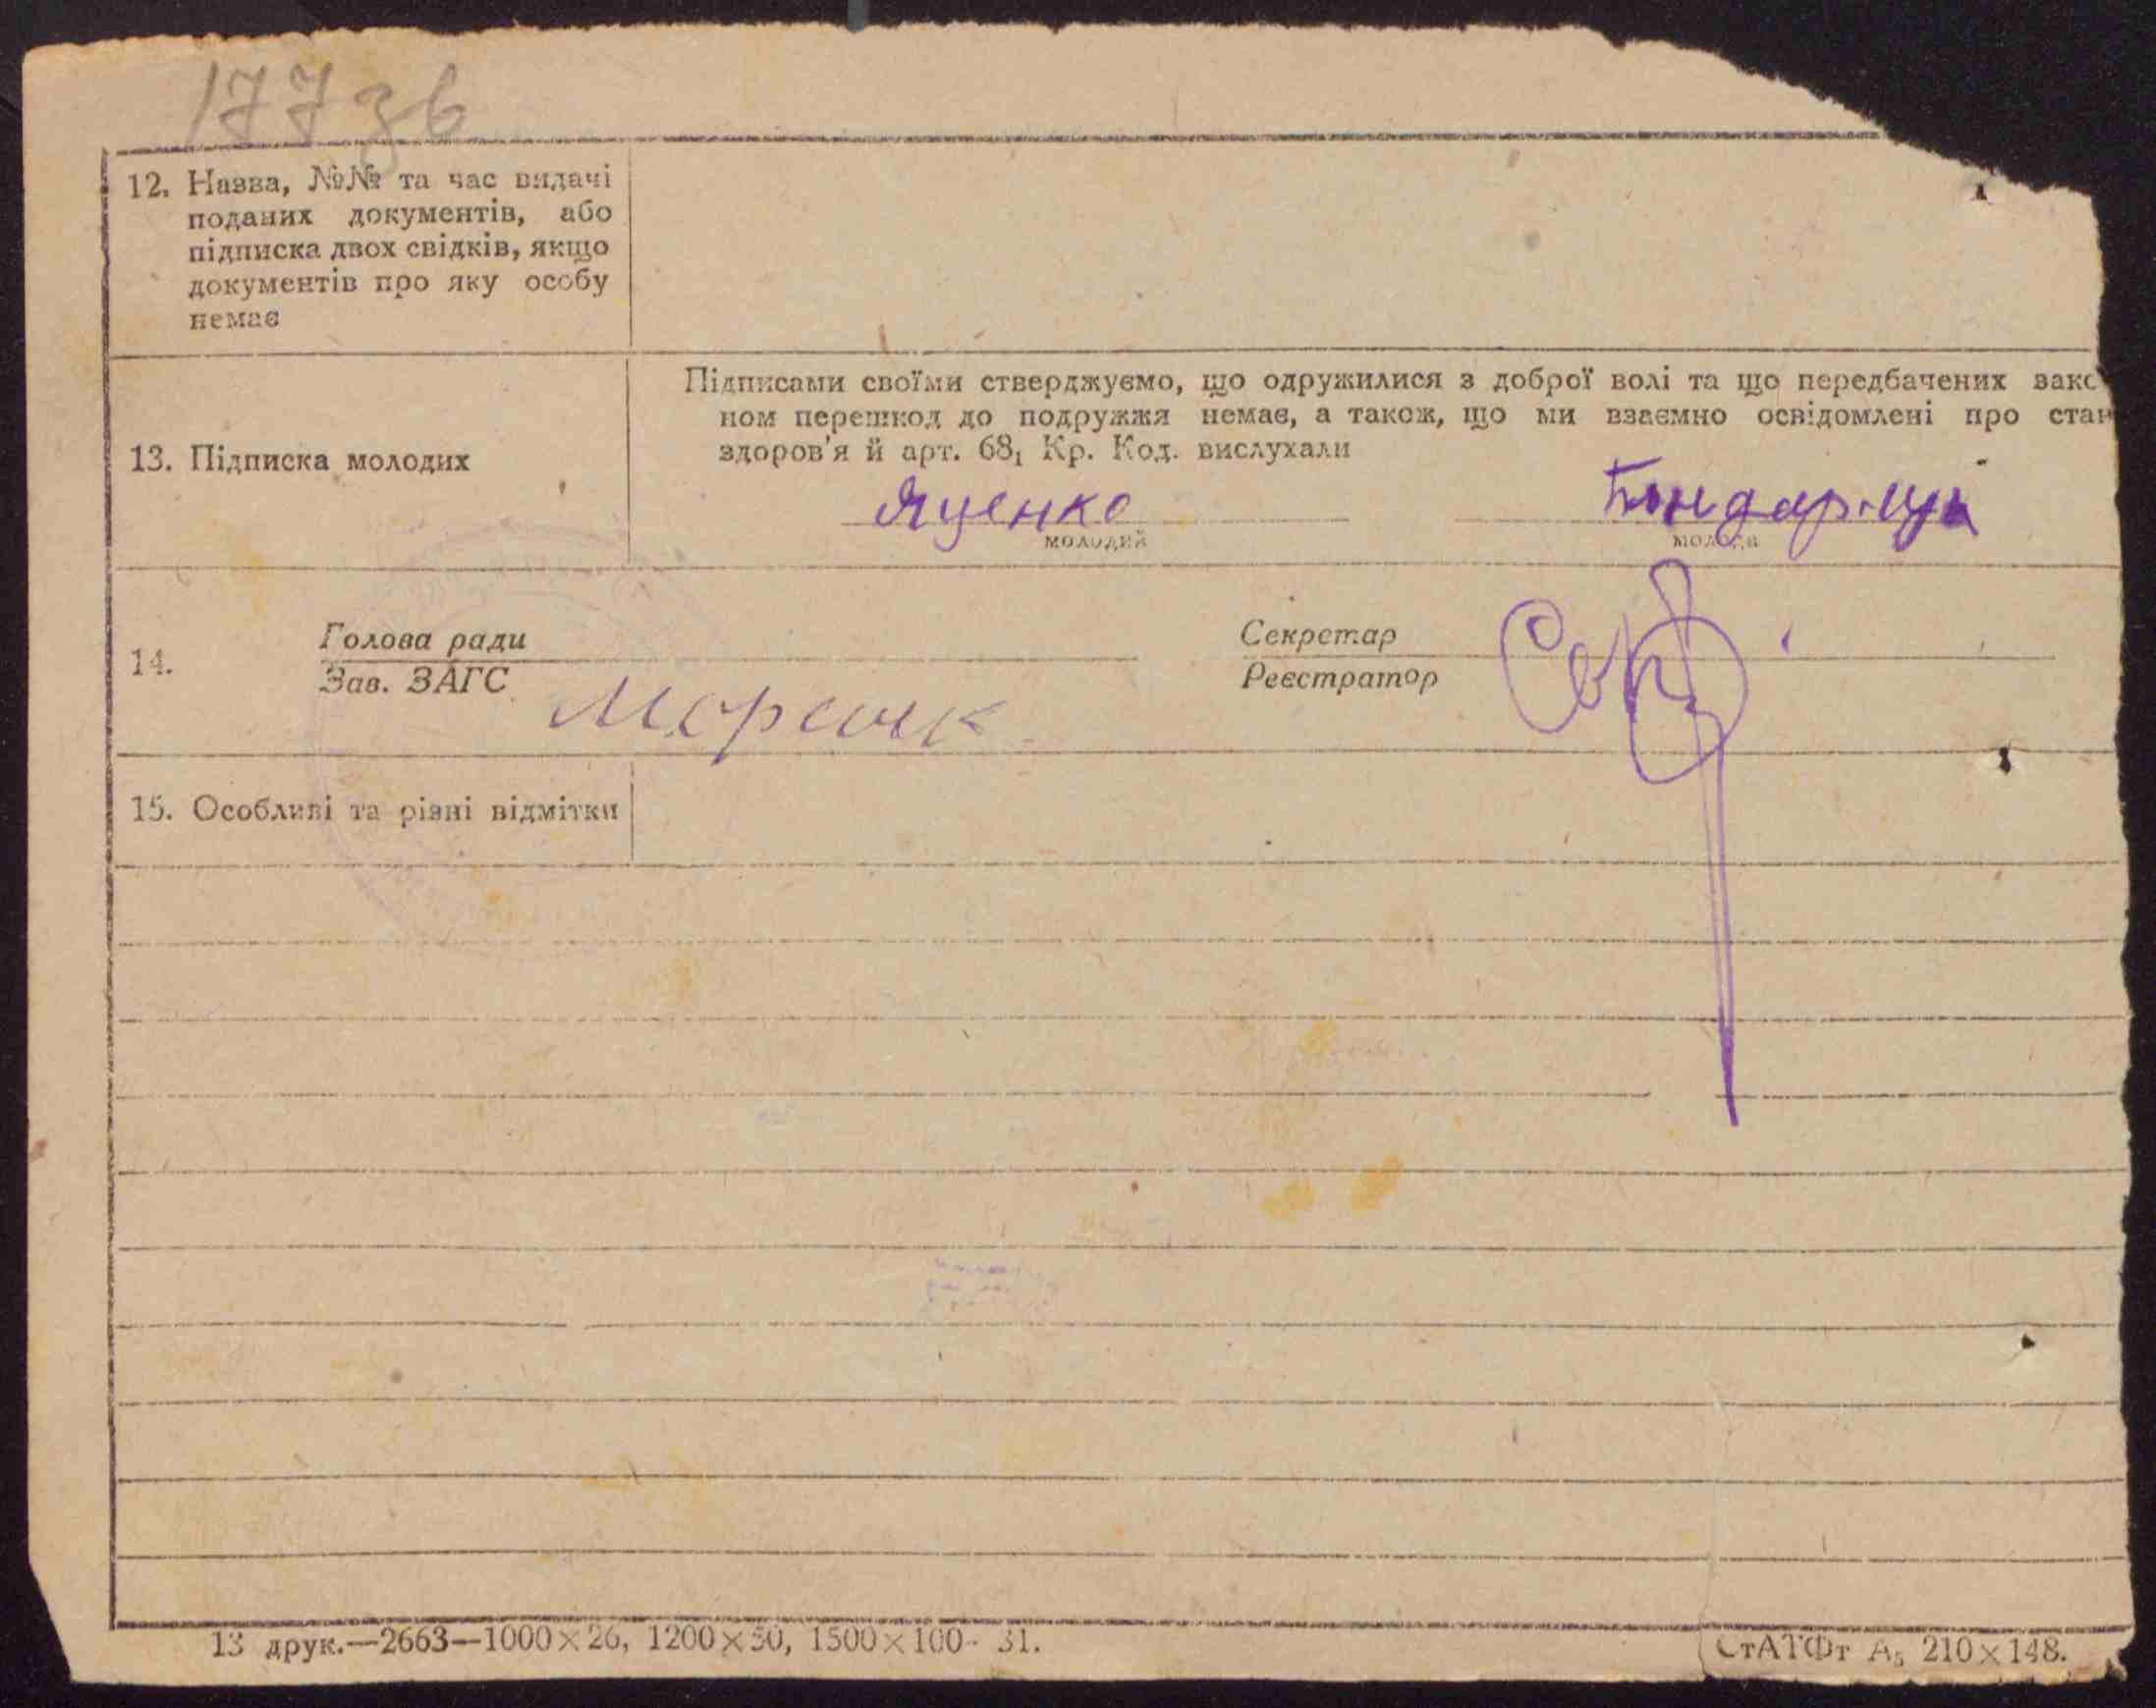 177 зв
12. Назва, №№ та час видачі
поданих документів, або
підписка двох свідків, якщо
документів про яку особу
немає
13. Підписка молодих
Підписами своїми стверджуємо, що одружилися з доброї волі та що передбачених зако
ном перешкод до подружжя немає, а також, що ми взаємно освідомлені про стан
здоров'я й арт. 68₁ Кр. Код. вислухали
Яценко
молодий
молода
14.
Голова ради
Зав. ЗАГС
Секретар
Реєстратор
15. Особливі та різні відмітки
13 друк.—2663—1000×26, 1200×50, 1500×100- 31.
СтАТФт А₅ 210×148.